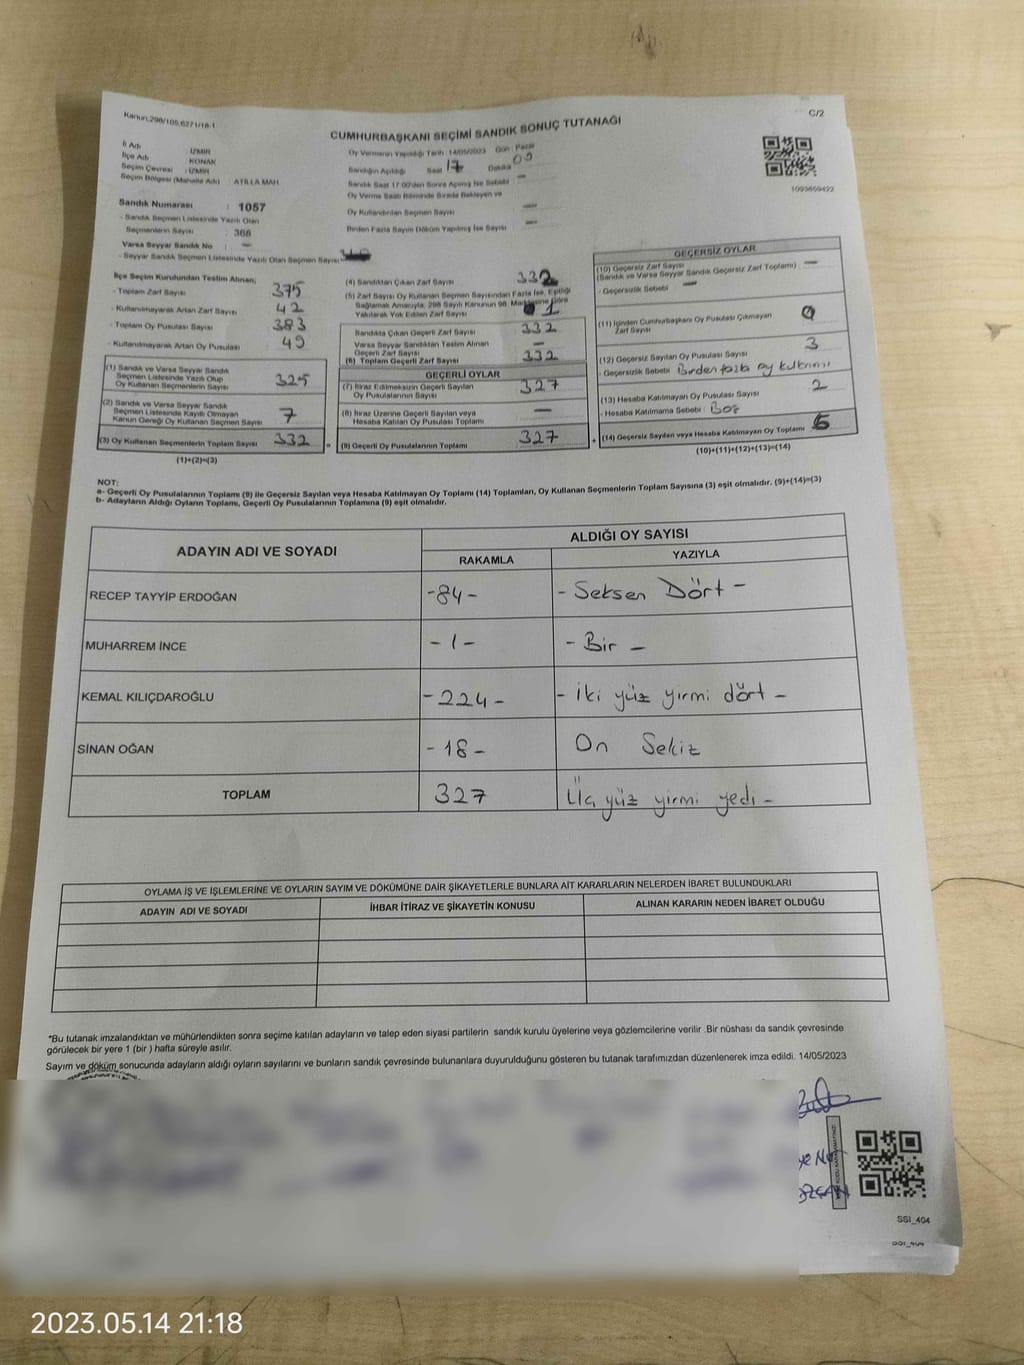 Kanun:298/105,6271/18-1
C/2
CUMHURBAŞKANI SEÇİMİ SANDIK SONUÇ TUTANAĞI
İl Adı : İZMİR
İlçe Adı : KONAK
Seçim Çevresi : İZMİR
Seçim Bölgesi (Mahalle Adı) : ATİLLA MAH.
Oy Vermenin Yapıldığı Tarih 14/05/2023 Gün : Pazar
Sandığın Açıldığı Saat 17 Dakika 00
Sandık Saat 17.00'den Sonra Açılmış İse Sebebi —
Oy Verme Saati Bitiminde Sırada Bekleyen ve
Oy Kullandırılan Seçmen Sayısı —
Birden Fazla Sayım Döküm Yapılmış İse Sayısı —
1093659422
Sandık Numarası : 1057
- Sandık Seçmen Listesinde Yazılı Olan
Seçmenlerin Sayısı : 366
Varsa Seyyar Sandık No : —
- Seyyar Sandık Seçmen Listesinde Yazılı Olan Seçmen Sayısı
İlçe Seçim Kurulundan Teslim Alınan;
- Toplam Zarf Sayısı 375
- Kullanılmayarak Artan Zarf Sayısı 42
- Toplam Oy Pusulası Sayısı 383
- Kullanılmayarak Artan Oy Pusulası 49
(1) Sandık ve Varsa Seyyar Sandık
Seçmen Listesinde Yazılı Olup
Oy Kullanan Seçmenlerin Sayısı 325
(2) Sandık ve Varsa Seyyar Sandık
Seçmen Listesinde Kayıtlı Olmayan
Kanun Gereği Oy Kullanan Seçmen Sayısı 7
(3) Oy Kullanan Seçmenlerin Toplam Sayısı 332
(1)+(2)=(3)
(4) Sandıktan Çıkan Zarf Sayısı 332
(5) Zarf Sayısı Oy Kullanan Seçmen Sayısından Fazla İse, Eşitliği
Sağlamak Amacıyla, 298 Sayılı Kanunun 98. Maddesine Göre
Yakılarak Yok Edilen Zarf Sayısı 1
Sandıkta Çıkan Geçerli Zarf Sayısı 332
Varsa Seyyar Sandıktan Teslim Alınan
Geçerli Zarf Sayısı —
(6) Toplam Geçerli Zarf Sayısı 332
GEÇERLİ OYLAR
(7) İtiraz Edilmeksizin Geçerli Sayılan
Oy Pusulalarının Sayısı 327
(8) İtiraz Üzerine Geçerli Sayılan veya
Hesaba Katılan Oy Pusulası Toplamı —
(9) Geçerli Oy Pusulalarının Toplamı 327
GEÇERSİZ OYLAR
(10) Geçersiz Zarf Sayısı
(Sandık ve Varsa Seyyar Sandık Geçersiz Zarf Toplamı) —
- Geçersizlik Sebebi —
(11) İçinden Cumhurbaşkanı Oy Pusulası Çıkmayan
Zarf Sayısı
(12) Geçersiz Sayılan Oy Pusulası Sayısı 3
- Geçersizlik Sebebi Birden fazla oy kullanımı
(13) Hesaba Katılmayan Oy Pusulası Sayısı 2
- Hesaba Katılmama Sebebi : Boş
(14) Geçersiz Sayılan veya Hesaba Katılmayan Oy Toplamı
(10)+(11)+(12)+(13)=(14)
NOT:
a- Geçerli Oy Pusulalarının Toplamı (9) ile Geçersiz Sayılan veya Hesaba Katılmayan Oy Toplamı (14) Toplamları, Oy Kullanan Seçmenlerin Toplam Sayısına (3) eşit olmalıdır. (9)+(14)=(3)
b- Adayların Aldığı Oyların Toplamı, Geçerli Oy Pusulalarının Toplamına (9) eşit olmalıdır.
ADAYIN ADI VE SOYADI
ALDIĞI OY SAYISI
RAKAMLA YAZIYLA
RECEP TAYYİP ERDOĞAN -84- - Seksen Dört -
MUHARREM İNCE -1- - Bir -
KEMAL KILIÇDAROĞLU -224- - İki yüz yirmi dört -
SİNAN OĞAN -18- On Sekiz
TOPLAM 327 Üç yüz yirmi yedi -
OYLAMA İŞ VE İŞLEMLERİNE VE OYLARIN SAYIM VE DÖKÜMÜNE DAİR ŞİKAYETLERLE BUNLARA AİT KARARLARIN NELERDEN İBARET BULUNDUKLARI
ADAYIN ADI VE SOYADI İHBAR İTİRAZ VE ŞİKAYETİN KONUSU ALINAN KARARIN NEDEN İBARET OLDUĞU
*Bu tutanak imzalandıktan ve mühürlendikten sonra seçime katılan adayların ve talep eden siyasi partilerin sandık kurulu üyelerine veya gözlemcilerine verilir .Bir nüshası da sandık çevresinde
görülecek bir yere 1 (bir ) hafta süreyle asılır.
Sayım ve döküm sonucunda adayların aldığı oyların sayılarını ve bunların sandık çevresinde bulunanlara duyurulduğunu gösteren bu tutanak tarafımızdan düzenlenerek imza edildi. 14/05/2023
SSI_404
2023.05.14 21:18